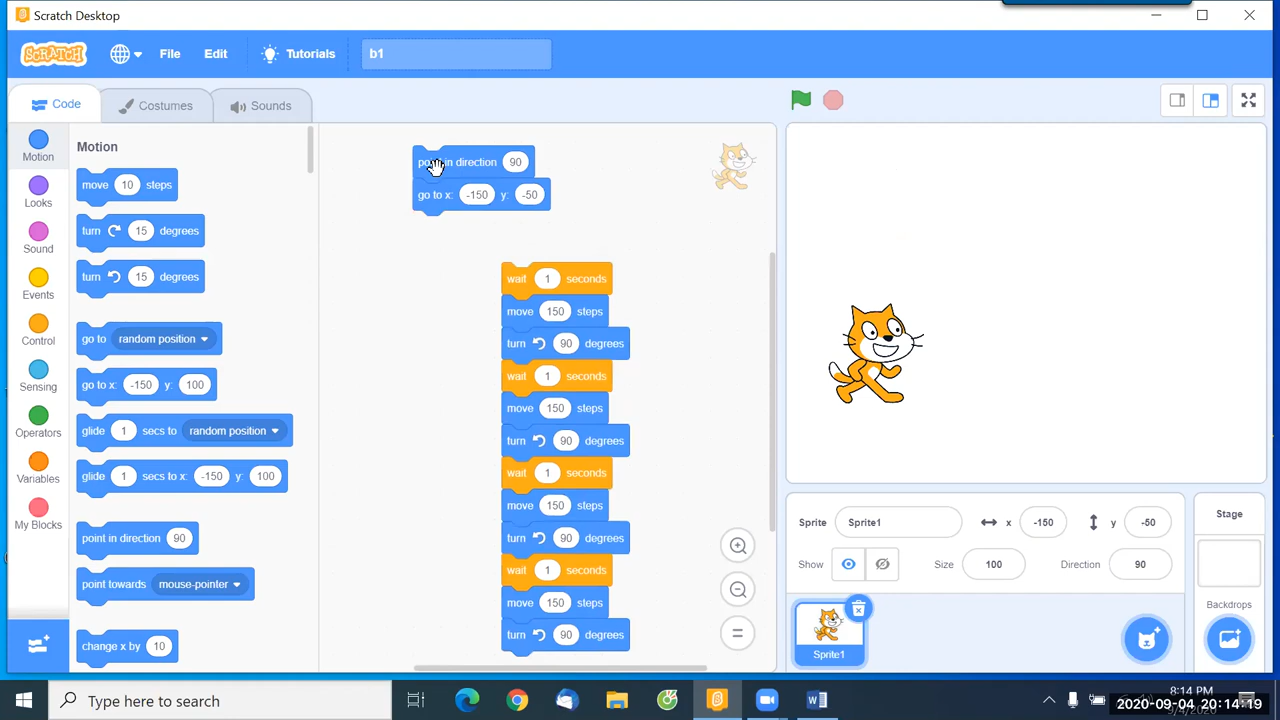 Scratch Desktop
SCRATCH
File
Edit
Tutorials
b1
Code
Costumes
Sounds
Motion
Looks
Sound
Events
Control
Sensing
Operators
Variables
My Blocks
Motion
move 10 steps
turn 15 degrees
turn 15 degrees
go to random position
go to x: -150 y: 100
glide 1 secs to random position
glide 1 secs to x: -150 y: 100
point in direction 90
point towards mouse-pointer
change x by 10
point in direction 90
go to x: -150 y: -50
wait 1 seconds
move 150 steps
turn 90 degrees
wait 1 seconds
move 150 steps
turn 90 degrees
wait 1 seconds
move 150 steps
turn 90 degrees
wait 1 seconds
move 150 steps
turn 90 degrees
Sprite Sprite1 x -150 y -50
Show Size 100 Direction 90
Sprite1
Stage
Backdrops
Type here to search
8:14 PM
2020-09-04 20:14:19